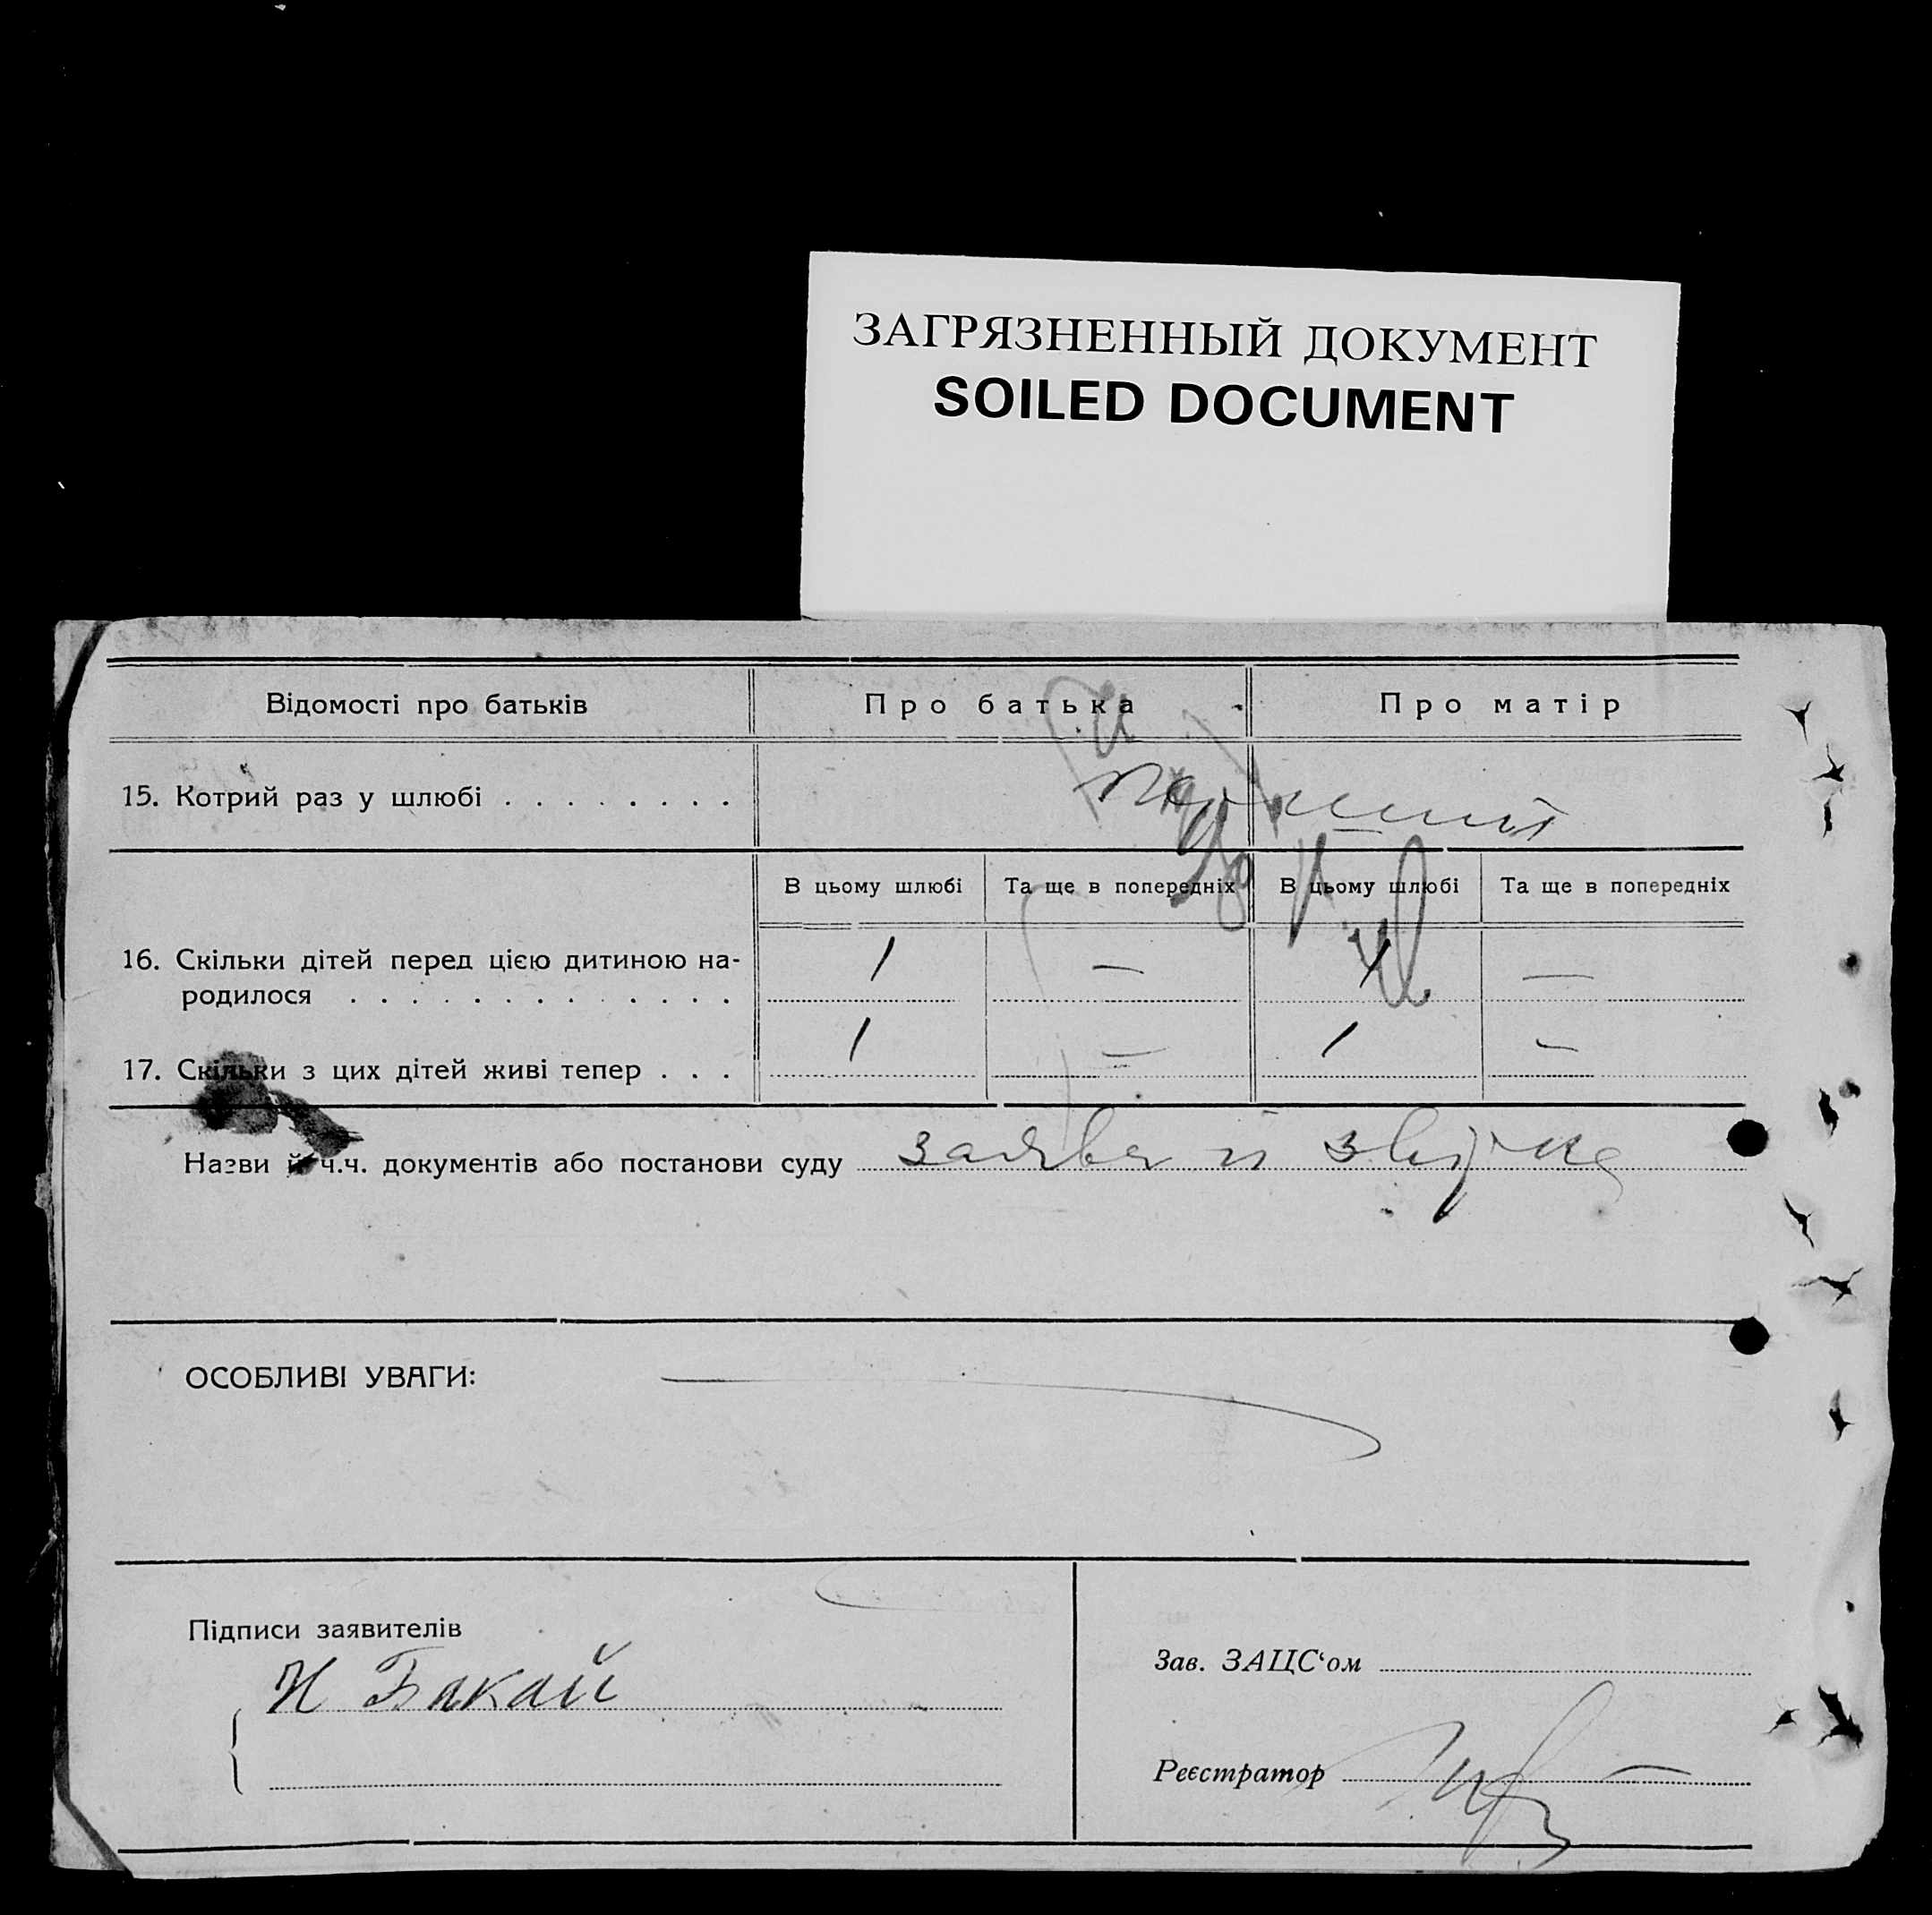 ЗАГРЯЗНЕННЫЙ ДОКУМЕНТ
SOILED DOCUMENT
Відомості про батьків Про батька Про матір
15. Котрий раз у шлюбі . . . . . . . .
В цьому шлюбі Та ще в попередніх В цьому шлюбі Та ще в попередніх
16. Скільки дітей перед цією дитиною на- 1 — 1 —
родилося . . . . . . . . . . . . .
17. Скільки з цих дітей живі тепер . . . 1 — 1 —
Назви й ч.ч. документів або постанови суду заява й
ОСОБЛИВІ УВАГИ: —
Підписи заявителів
Зав. ЗАЦС‘ом
Н Бакай
Реєстратор